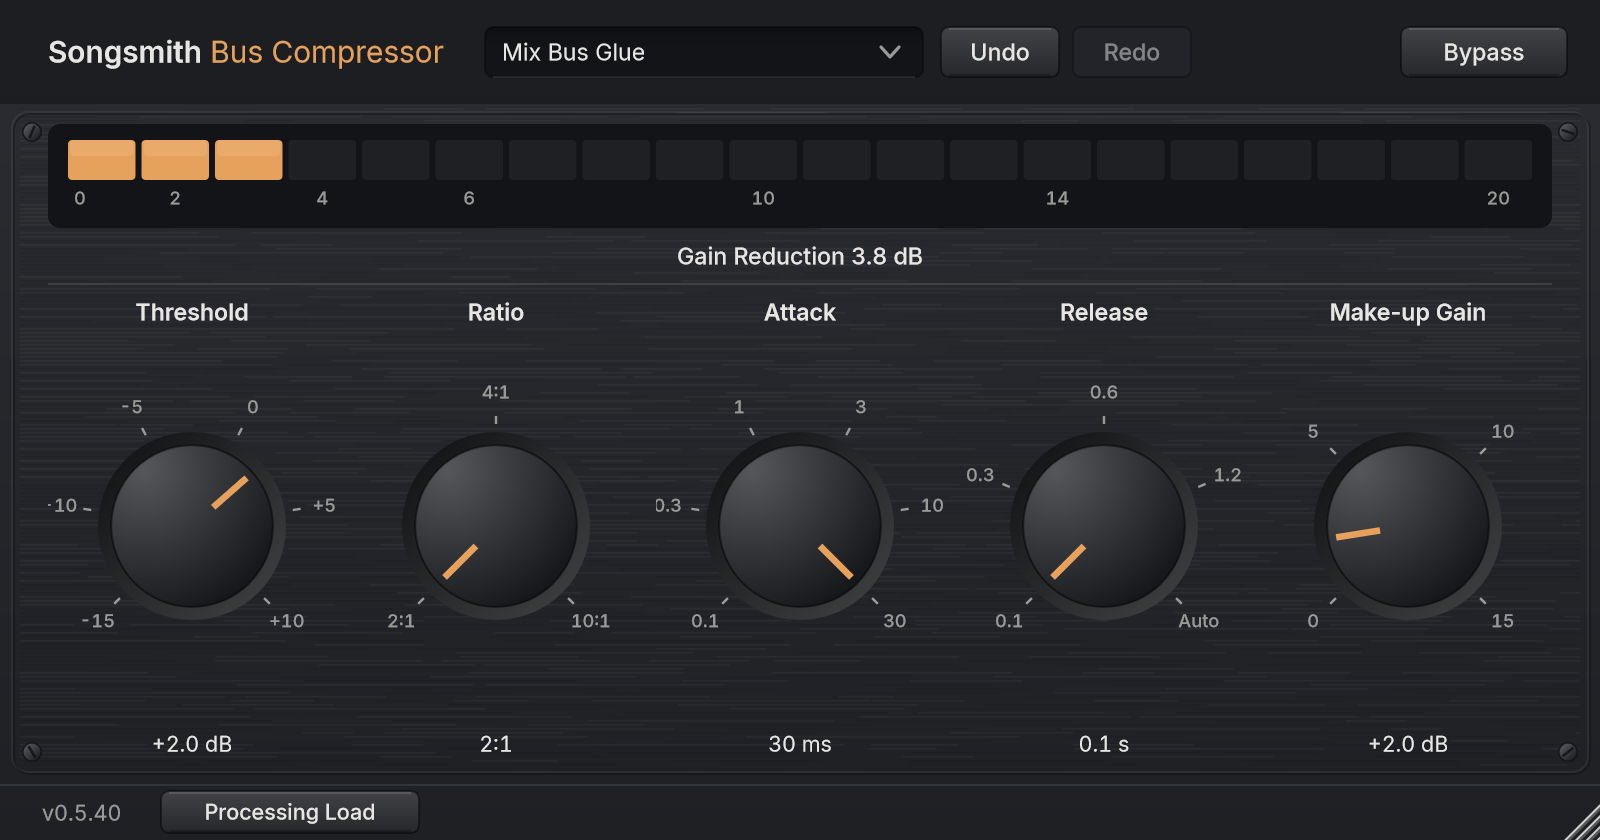 Songsmith Bus Compressor
Mix Bus Glue
Undo
Redo
Bypass
0 2 4 6 10 14 20
Gain Reduction 3.8 dB
Threshold
-15 -10 -5 0 +5 +10
+2.0 dB
Ratio
2:1 4:1 10:1
2:1
Attack
0.1 0.3 1 3 10 30
30 ms
Release
0.1 0.3 0.6 1.2 Auto
0.1 s
Make-up Gain
0 5 10 15
+2.0 dB
v0.5.40
Processing Load